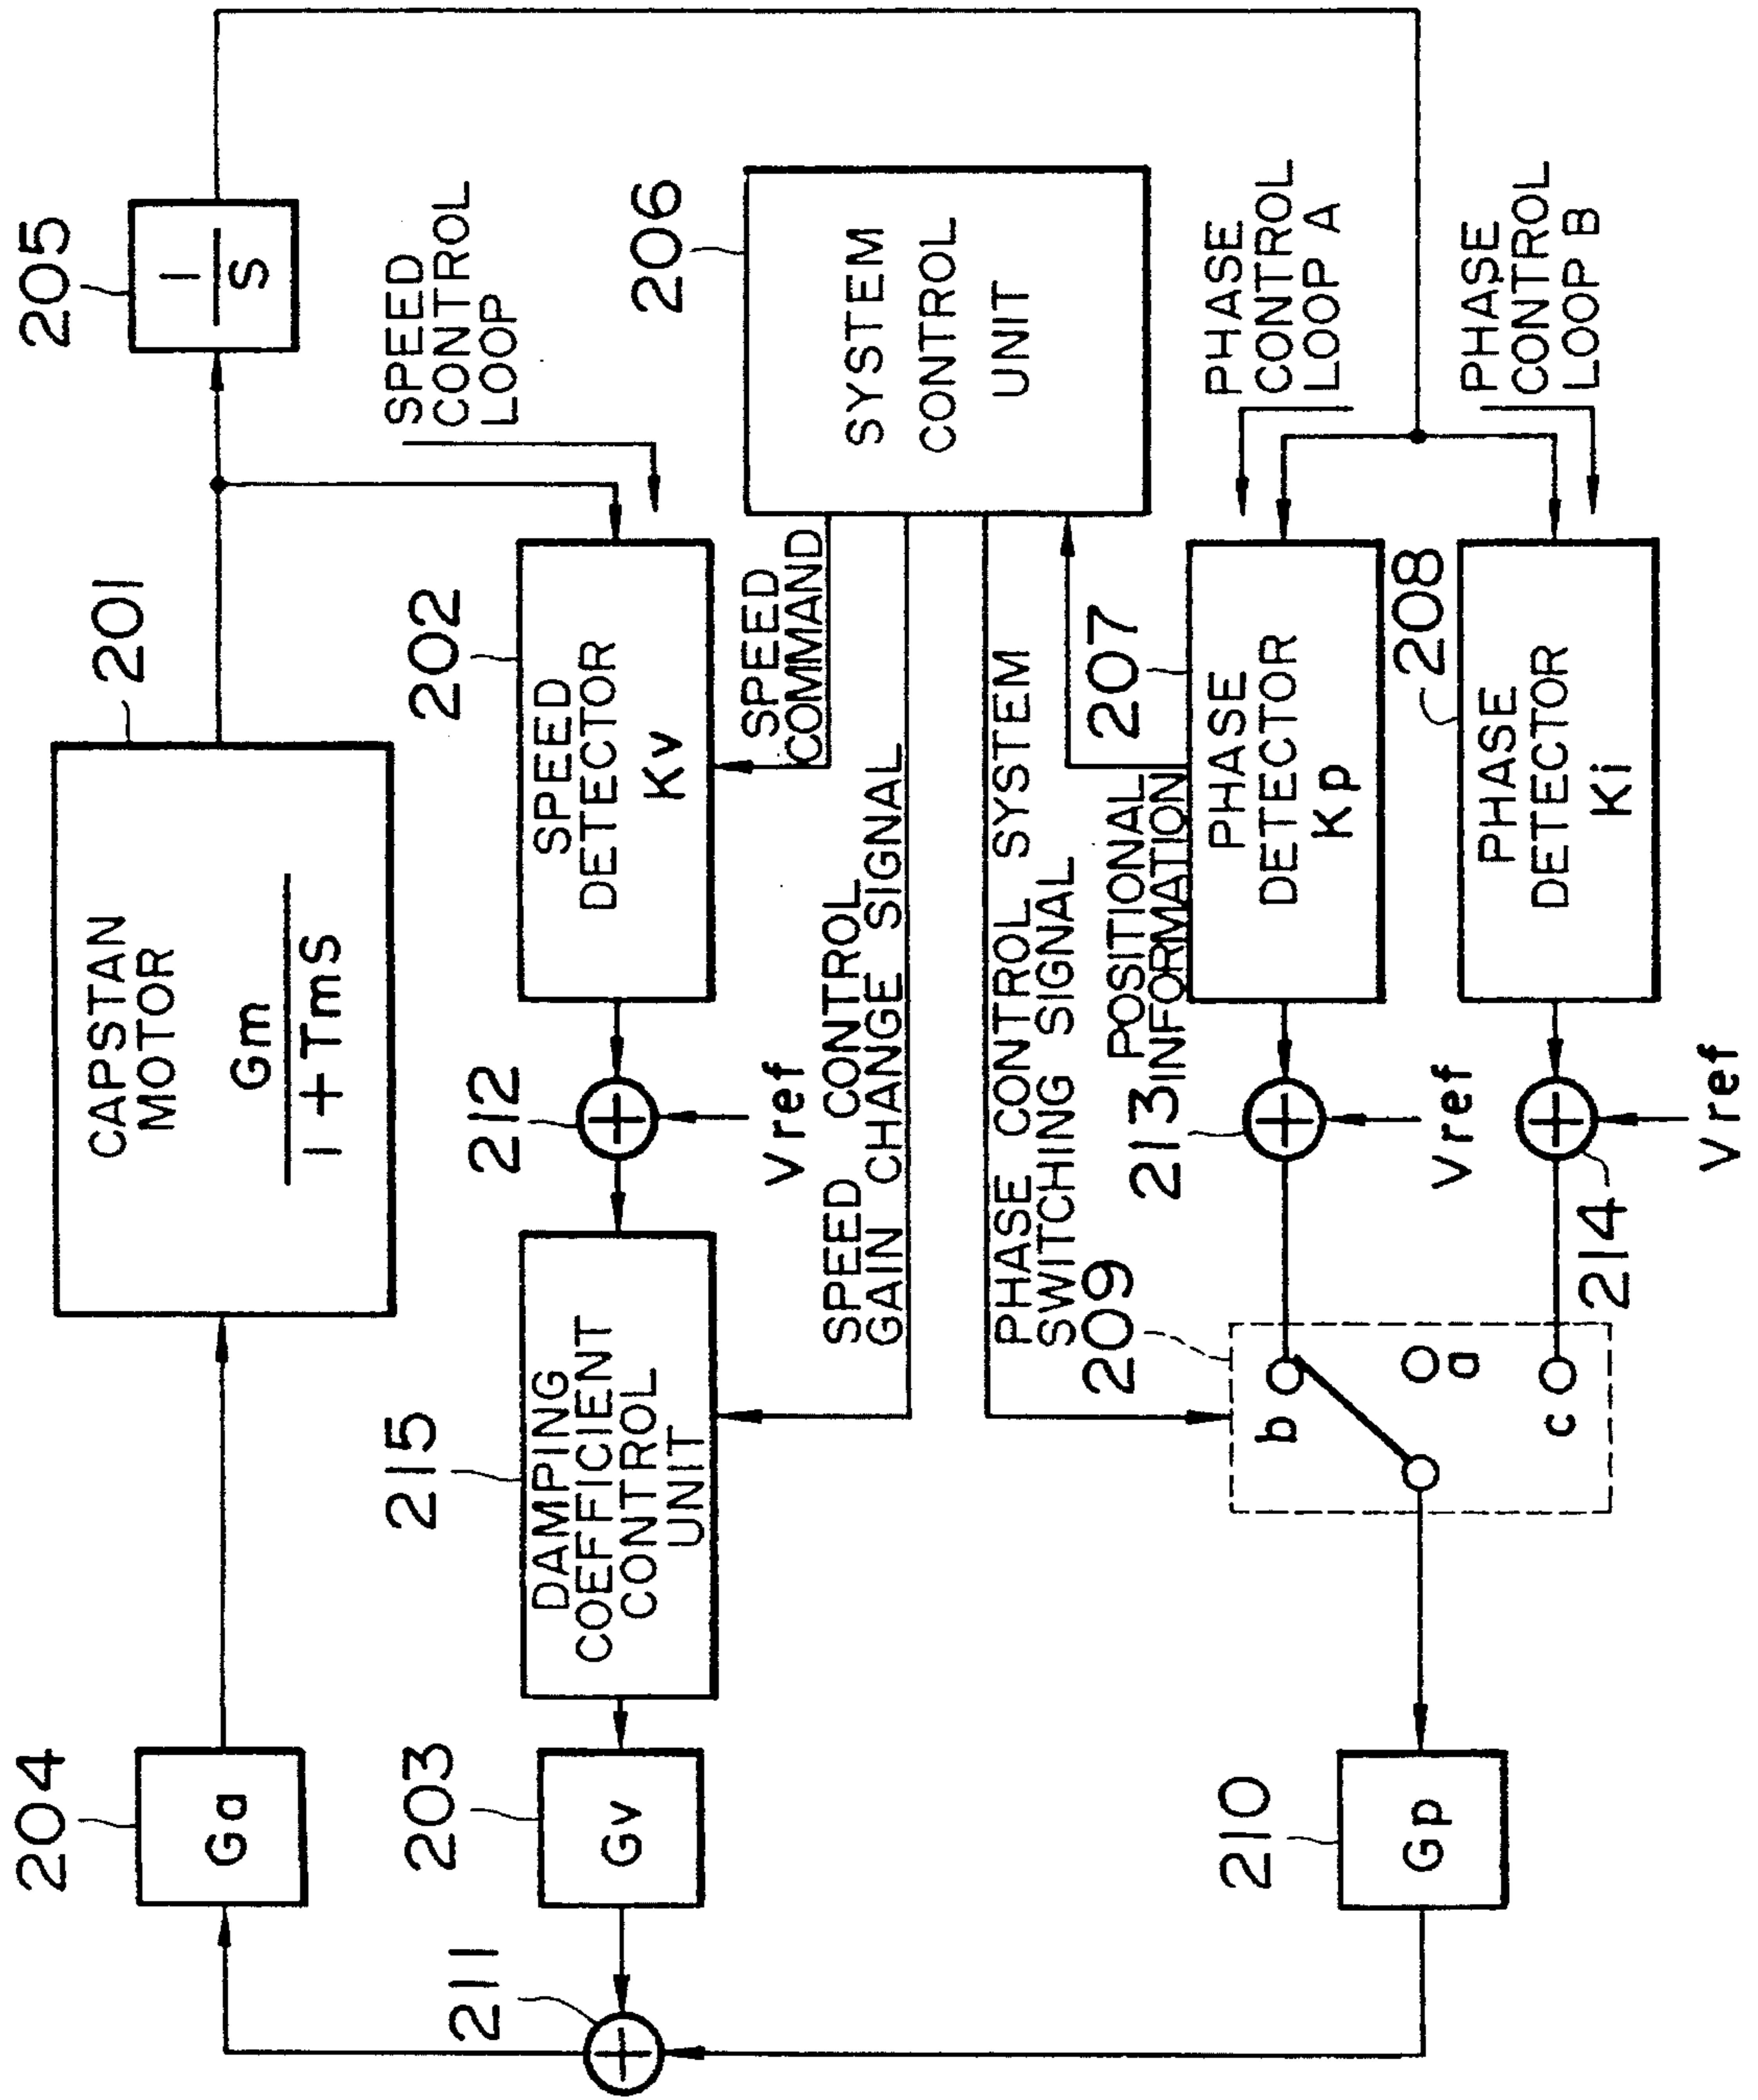 204
Ga
CAPSTAN
MOTOR
Gm
1 + TmS
201
205
1
S
SPEED
CONTROL
LOOP
211
203
Gv
215
DAMPING
COEFFICIENT
CONTROL
UNIT
212
Vref
202
SPEED
DETECTOR
Kv
SPEED
COMMAND
206
SYSTEM
CONTROL
UNIT
SPEED CONTROL
GAIN CHANGE SIGNAL
PHASE CONTROL SYSTEM
SWITCHING SIGNAL
POSITIONAL
INFORMATION
209
b
a
c
213
Vref
207
PHASE
DETECTOR
Kp
PHASE
CONTROL
LOOP A
210
Gp
214
Vref
208
PHASE
DETECTOR
Ki
PHASE
CONTROL
LOOP B